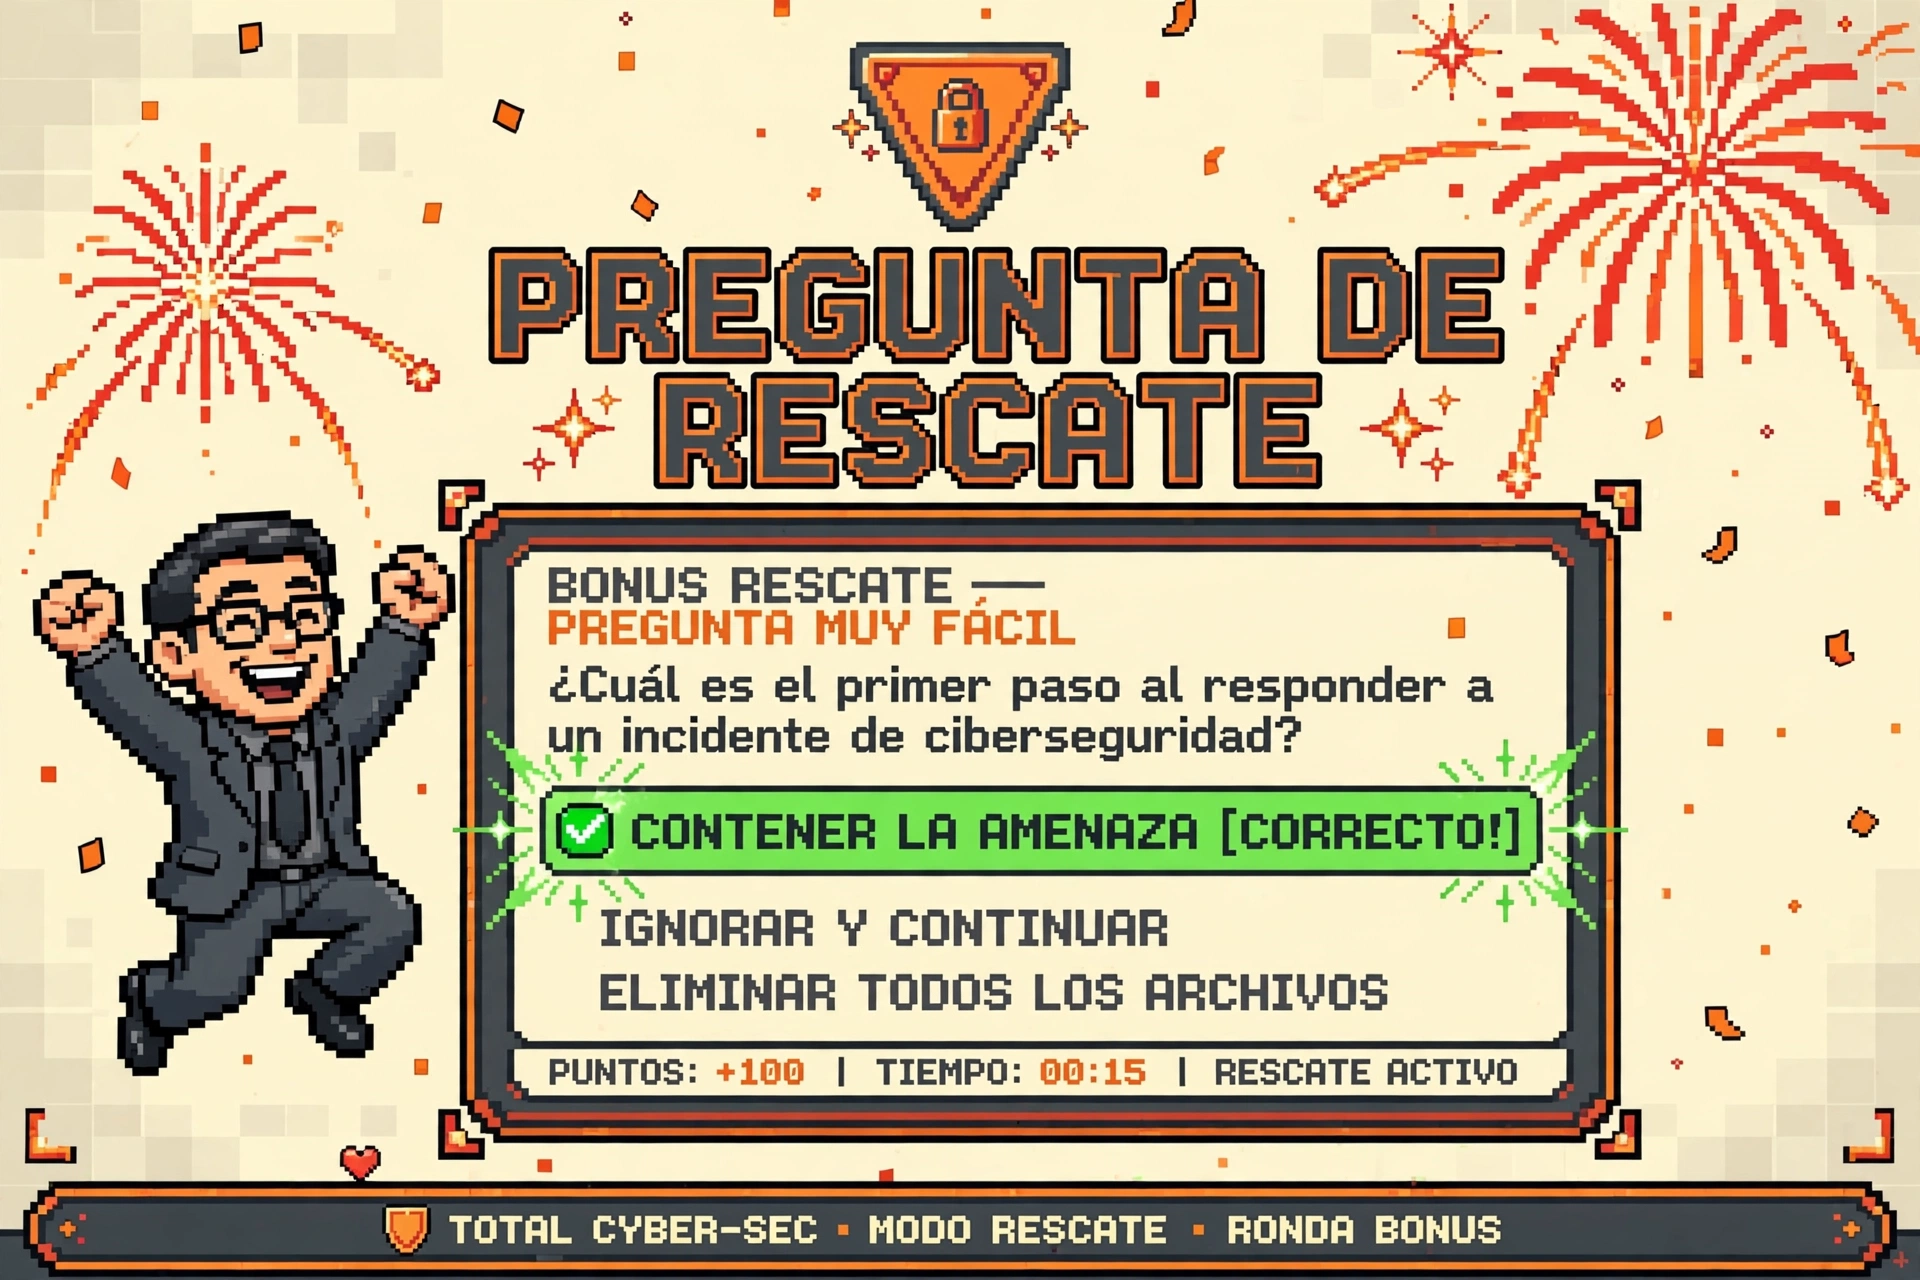 PREGUNTA DE
RESCATE
BONUS RESCATE —
PREGUNTA MUY FÁCIL
¿Cuál es el primer paso al responder a
un incidente de ciberseguridad?
CONTENER LA AMENAZA [CORRECTO!]
IGNORAR Y CONTINUAR
ELIMINAR TODOS LOS ARCHIVOS
PUNTOS: +100 | TIEMPO: 00:15 | RESCATE ACTIVO
TOTAL CYBER-SEC · MODO RESCATE · RONDA BONUS